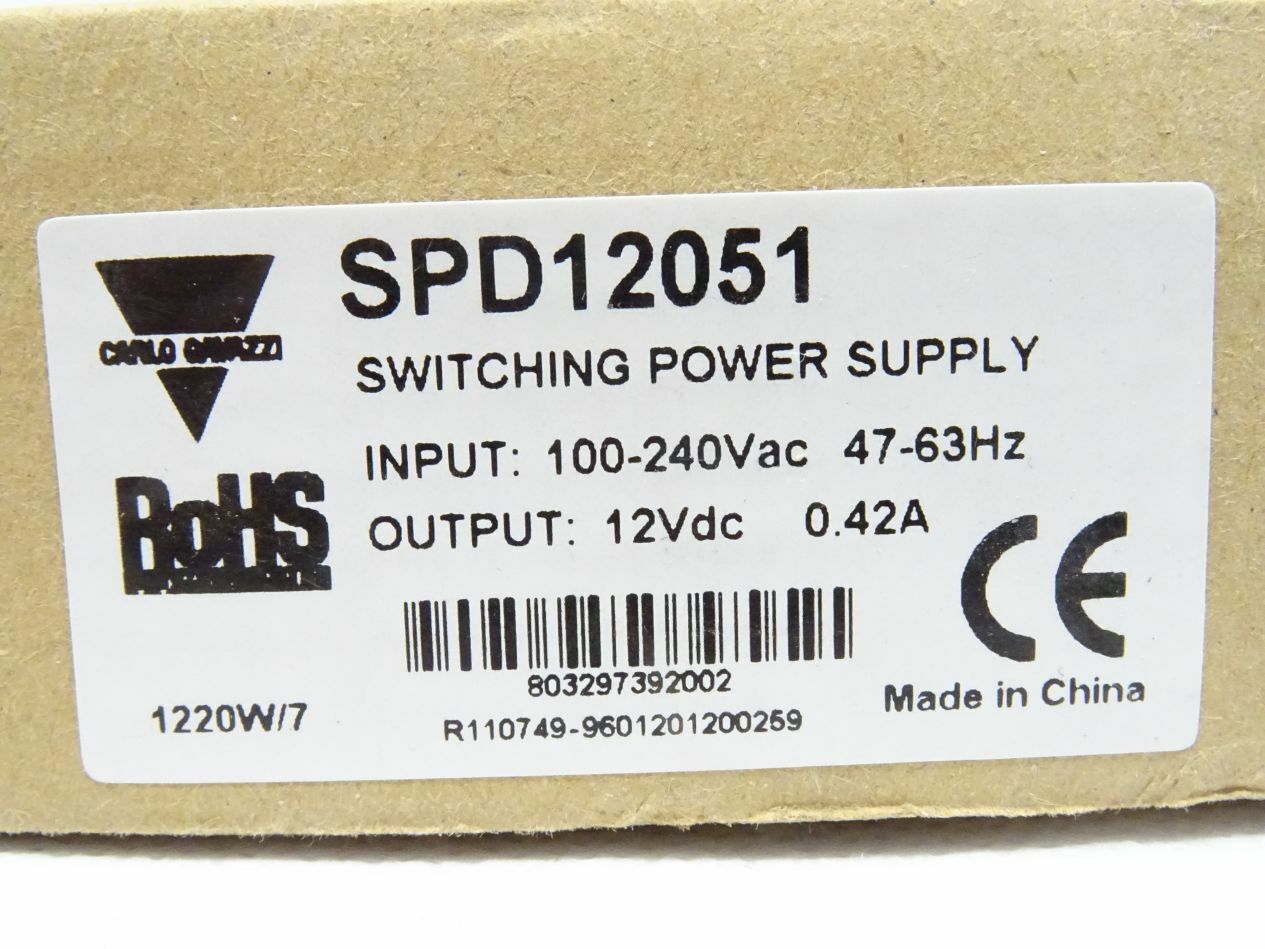 SPD12051
CARLO GAVAZZI
SWITCHING POWER SUPPLY
INPUT: 100-240Vac 47-63Hz
RoHS
OUTPUT: 12Vdc 0.42A
CE
803297392002
Made in China
1220W/7
R110749-9601201200259